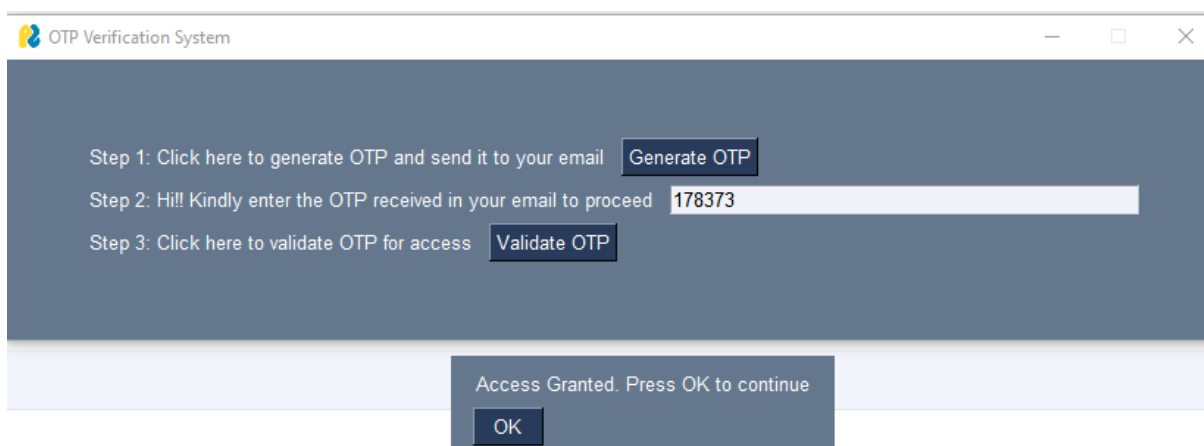 OTP Verification System
Step 1: Click here to generate OTP and send it to your email Generate OTP
Step 2: Hi!! Kindly enter the OTP received in your email to proceed 178373
Step 3: Click here to validate OTP for access Validate OTP
Access Granted. Press OK to continue
OK